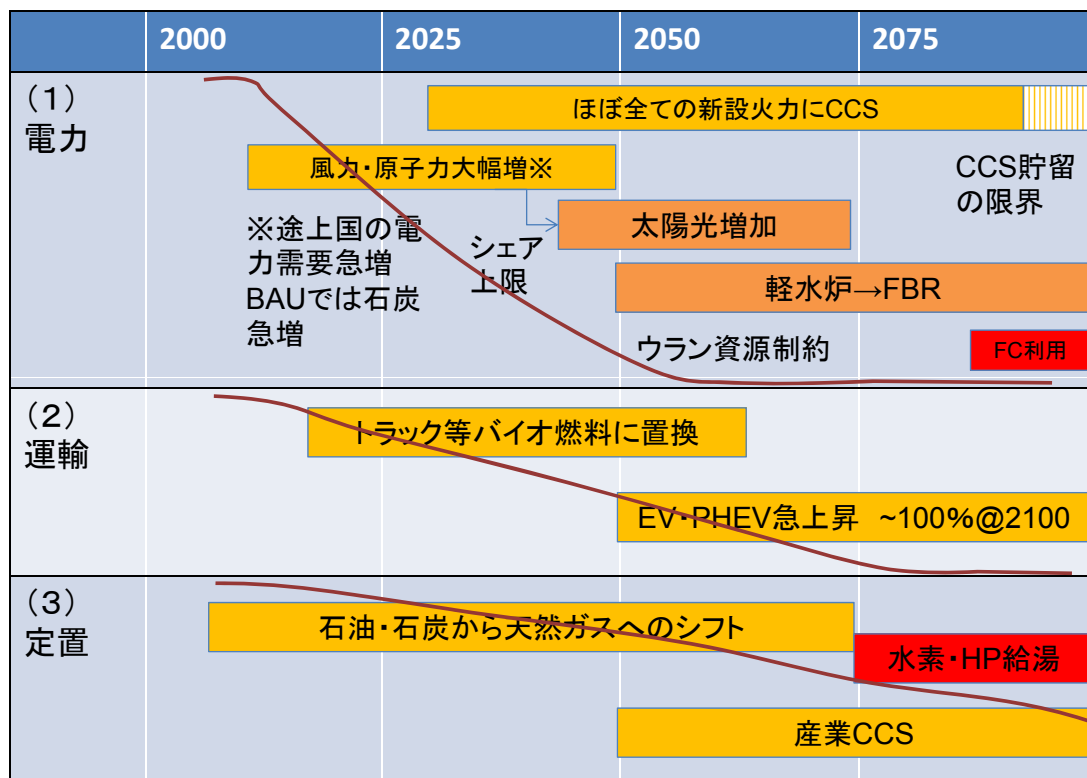 2000 2025 2050 2075
（1）
電力
ほぼ全ての新設火力にCCS
風力・原子力大幅増※
CCS貯留
の限界
太陽光増加
シェア
上限
※途上国の電
力需要急増
BAUでは石炭
急増
軽水炉→FBR
ウラン資源制約
FC利用
（2）
運輸
トラック等バイオ燃料に置換
EV・PHEV急上昇 ~100%@2100
（3）
定置
石油・石炭から天然ガスへのシフト
水素・HP給湯
産業CCS